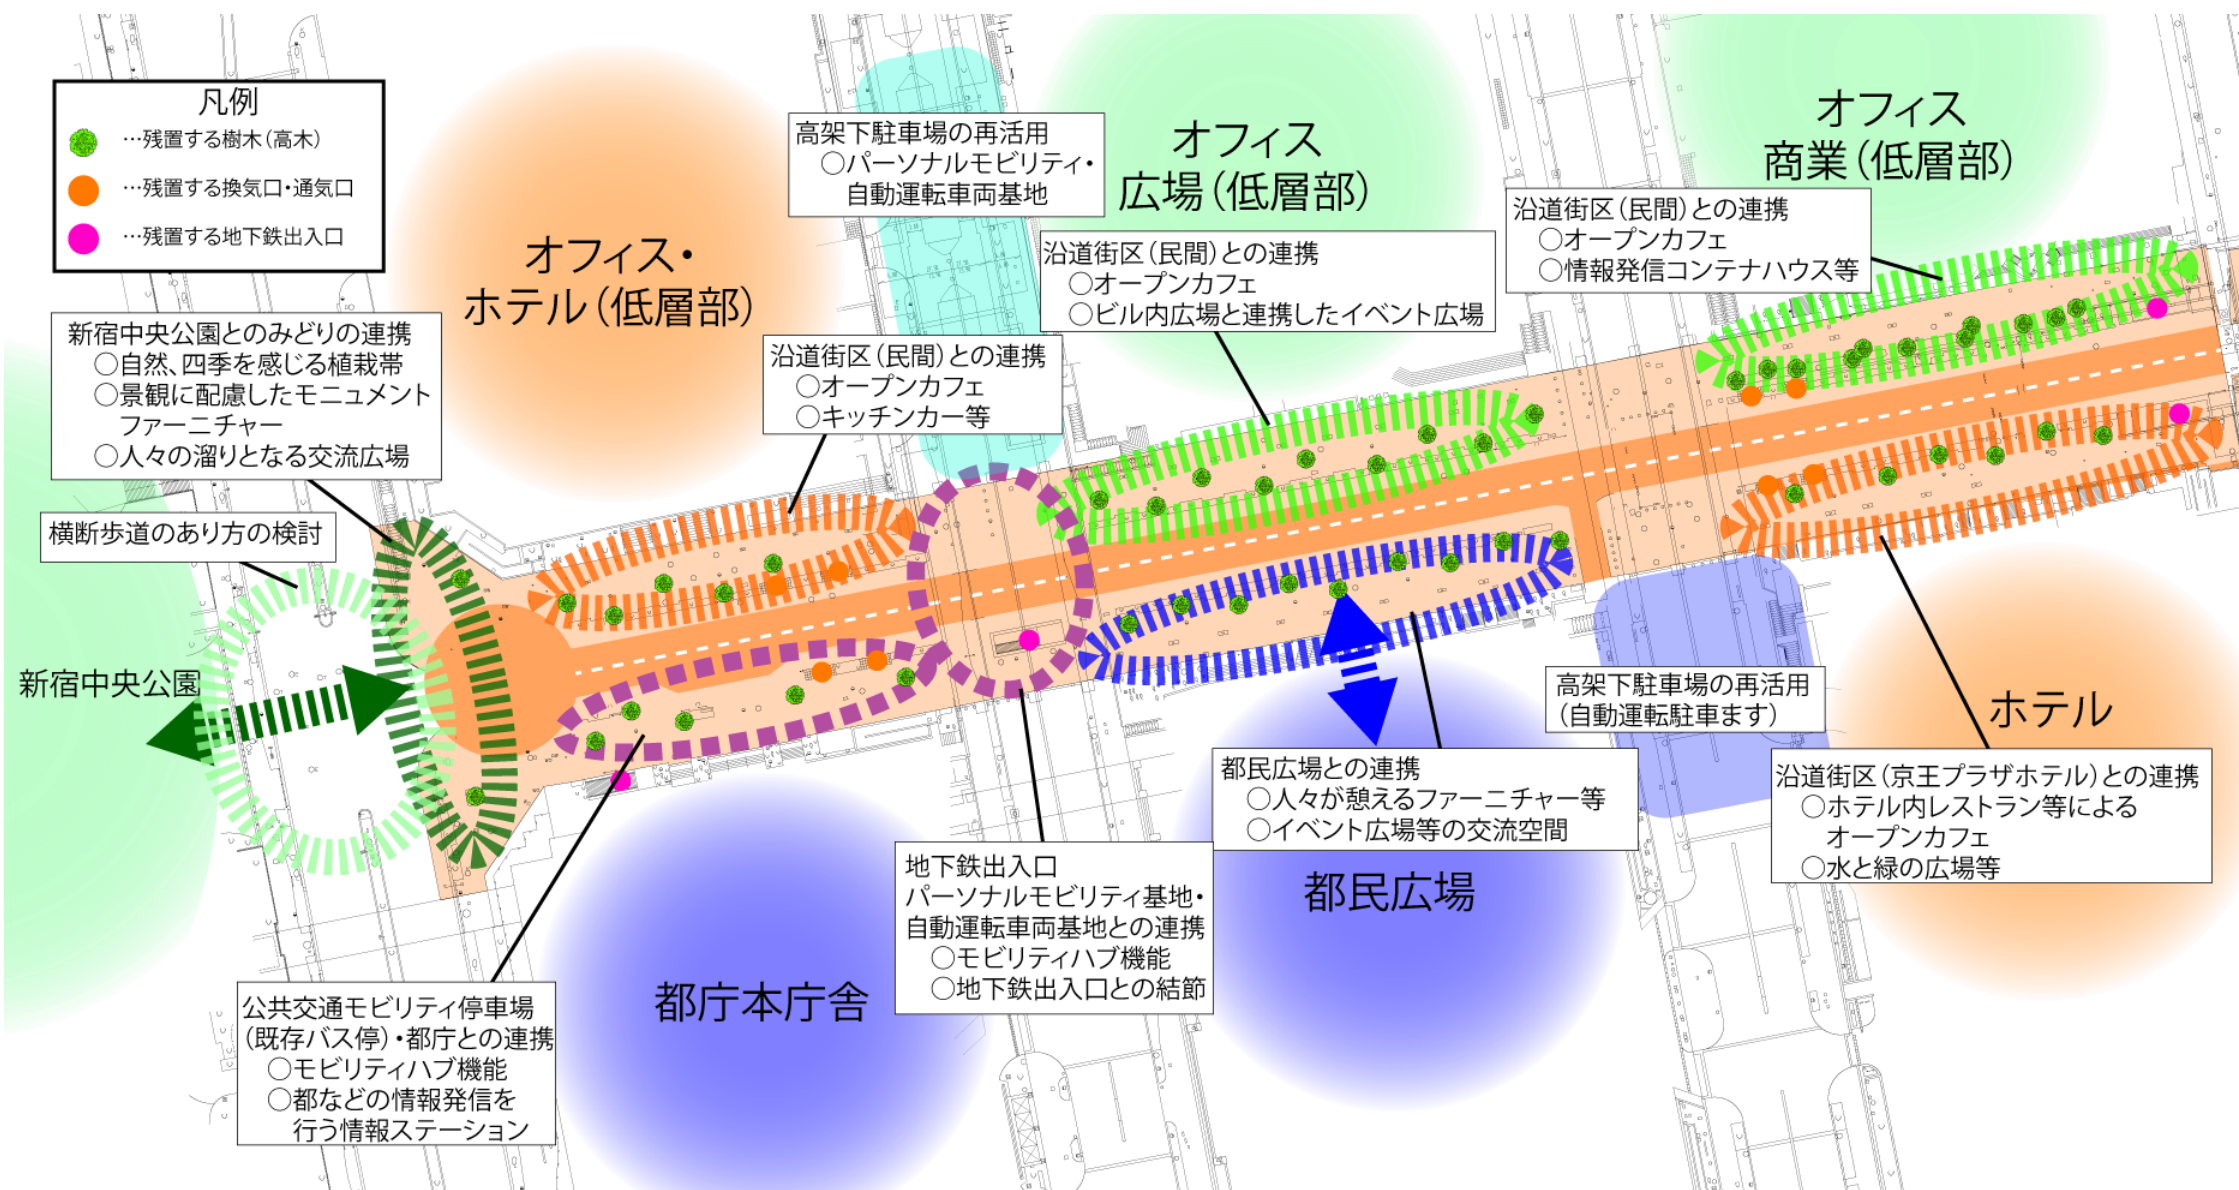 凡例
…残置する樹木(高木)
…残置する換気口・通気口
…残置する地下鉄出入口
オフィス・
ホテル(低層部)
高架下駐車場の再活用
○パーソナルモビリティ・
自動運転車両基地
オフィス
広場(低層部)
オフィス
商業(低層部)
沿道街区(民間)との連携
○オープンカフェ
○情報発信コンテナハウス等
沿道街区(民間)との連携
○オープンカフェ
○ビル内広場と連携したイベント広場
沿道街区(民間)との連携
○オープンカフェ
○キッチンカー等
新宿中央公園とのみどりの連携
○自然、四季を感じる植栽帯
○景観に配慮したモニュメント
ファーニチャー
○人々の溜りとなる交流広場
横断歩道のあり方の検討
新宿中央公園
高架下駐車場の再活用
(自動運転駐車ます)
ホテル
沿道街区(京王プラザホテル)との連携
○ホテル内レストラン等による
オープンカフェ
○水と緑の広場等
都民広場との連携
○人々が憩えるファーニチャー等
○イベント広場等の交流空間
都民広場
地下鉄出入口
パーソナルモビリティ基地・
自動運転車両基地との連携
○モビリティハブ機能
○地下鉄出入口との結節
都庁本庁舎
公共交通モビリティ停車場
(既存バス停)・都庁との連携
○モビリティハブ機能
○都などの情報発信を
行う情報ステーション